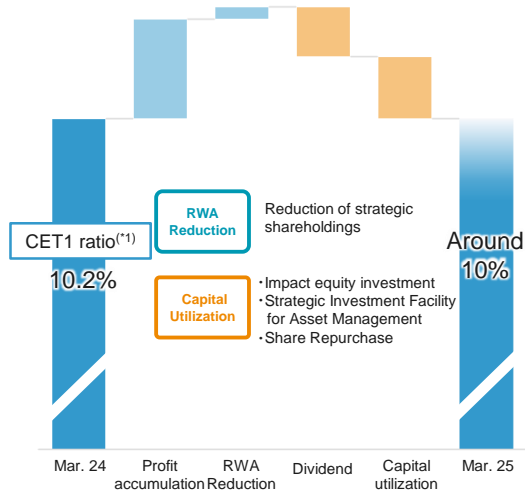 RWA
Reduction
Reduction of strategic
shareholdings
CET1 ratio(*1)
10.2%
Around
10%
Capital
Utilization
・Impact equity investment
・Strategic Investment Facility
for Asset Management
・Share Repurchase
Mar. 24
Profit
accumulation
RWA
Reduction
Dividend
Capital
utilization
Mar. 25